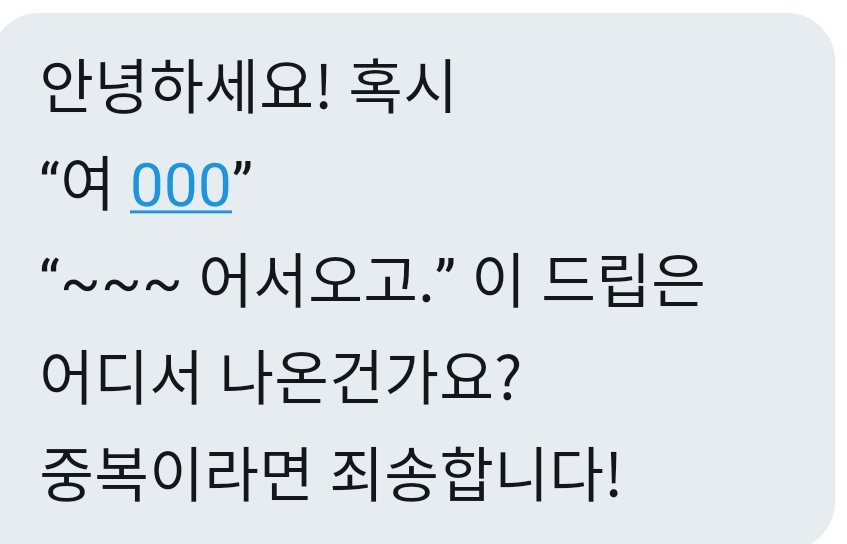 안녕하세요! 혹시
“여 000”
“~~~ 어서오고.” 이 드립은
어디서 나온건가요?
중복이라면 죄송합니다!